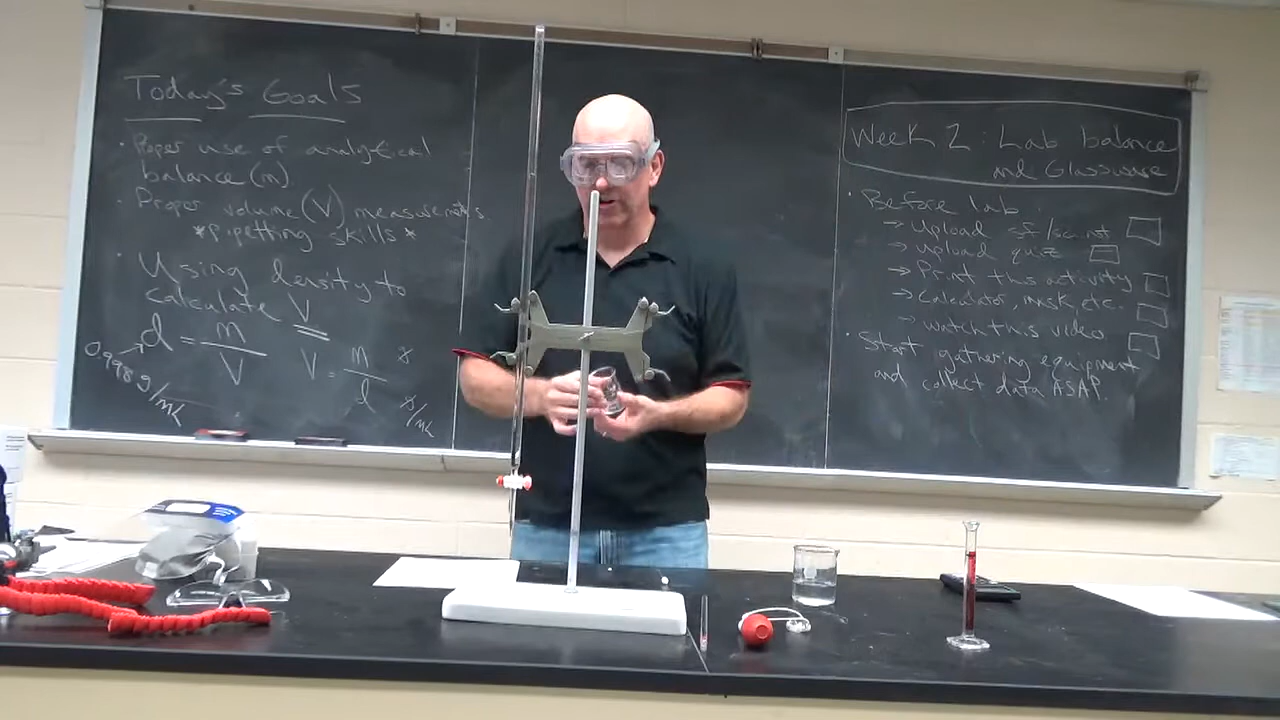 Today's Goals
• Proper use of analytical
balance (m).
• Proper volume (V) measurements.
*pipetting skills*
• Using density to
calculate V
d = m/V
V = m/d
0.998 g/mL
g
g/mL
Week 2: Lab balance
and Glassware
• Before lab:
→ Upload
→ upload quiz
→ Print this activity
→ Calculator, mask, etc.
→ watch this video
• Start gathering equipment
and collect data ASAP.